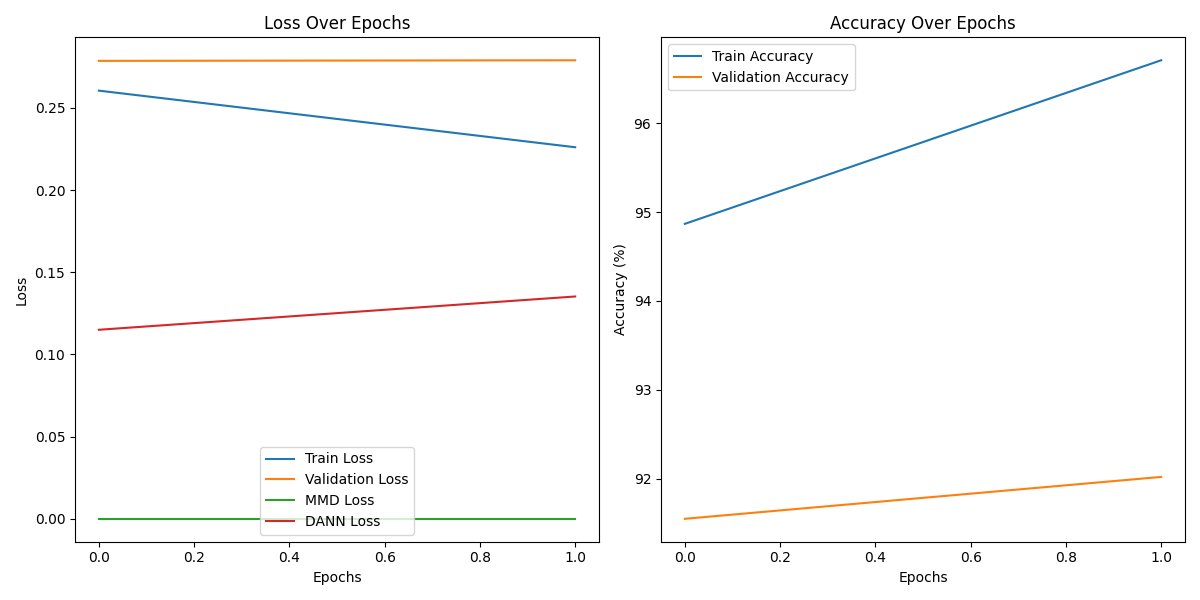 Loss Over Epochs
Loss
0.25
0.20
0.15
0.10
0.05
0.00
Train Loss
Validation Loss
MMD Loss
DANN Loss
0.0 0.2 0.4 0.6 0.8 1.0
Epochs
Accuracy Over Epochs
Train Accuracy
Validation Accuracy
Accuracy (%)
96
95
94
93
92
0.0 0.2 0.4 0.6 0.8 1.0
Epochs